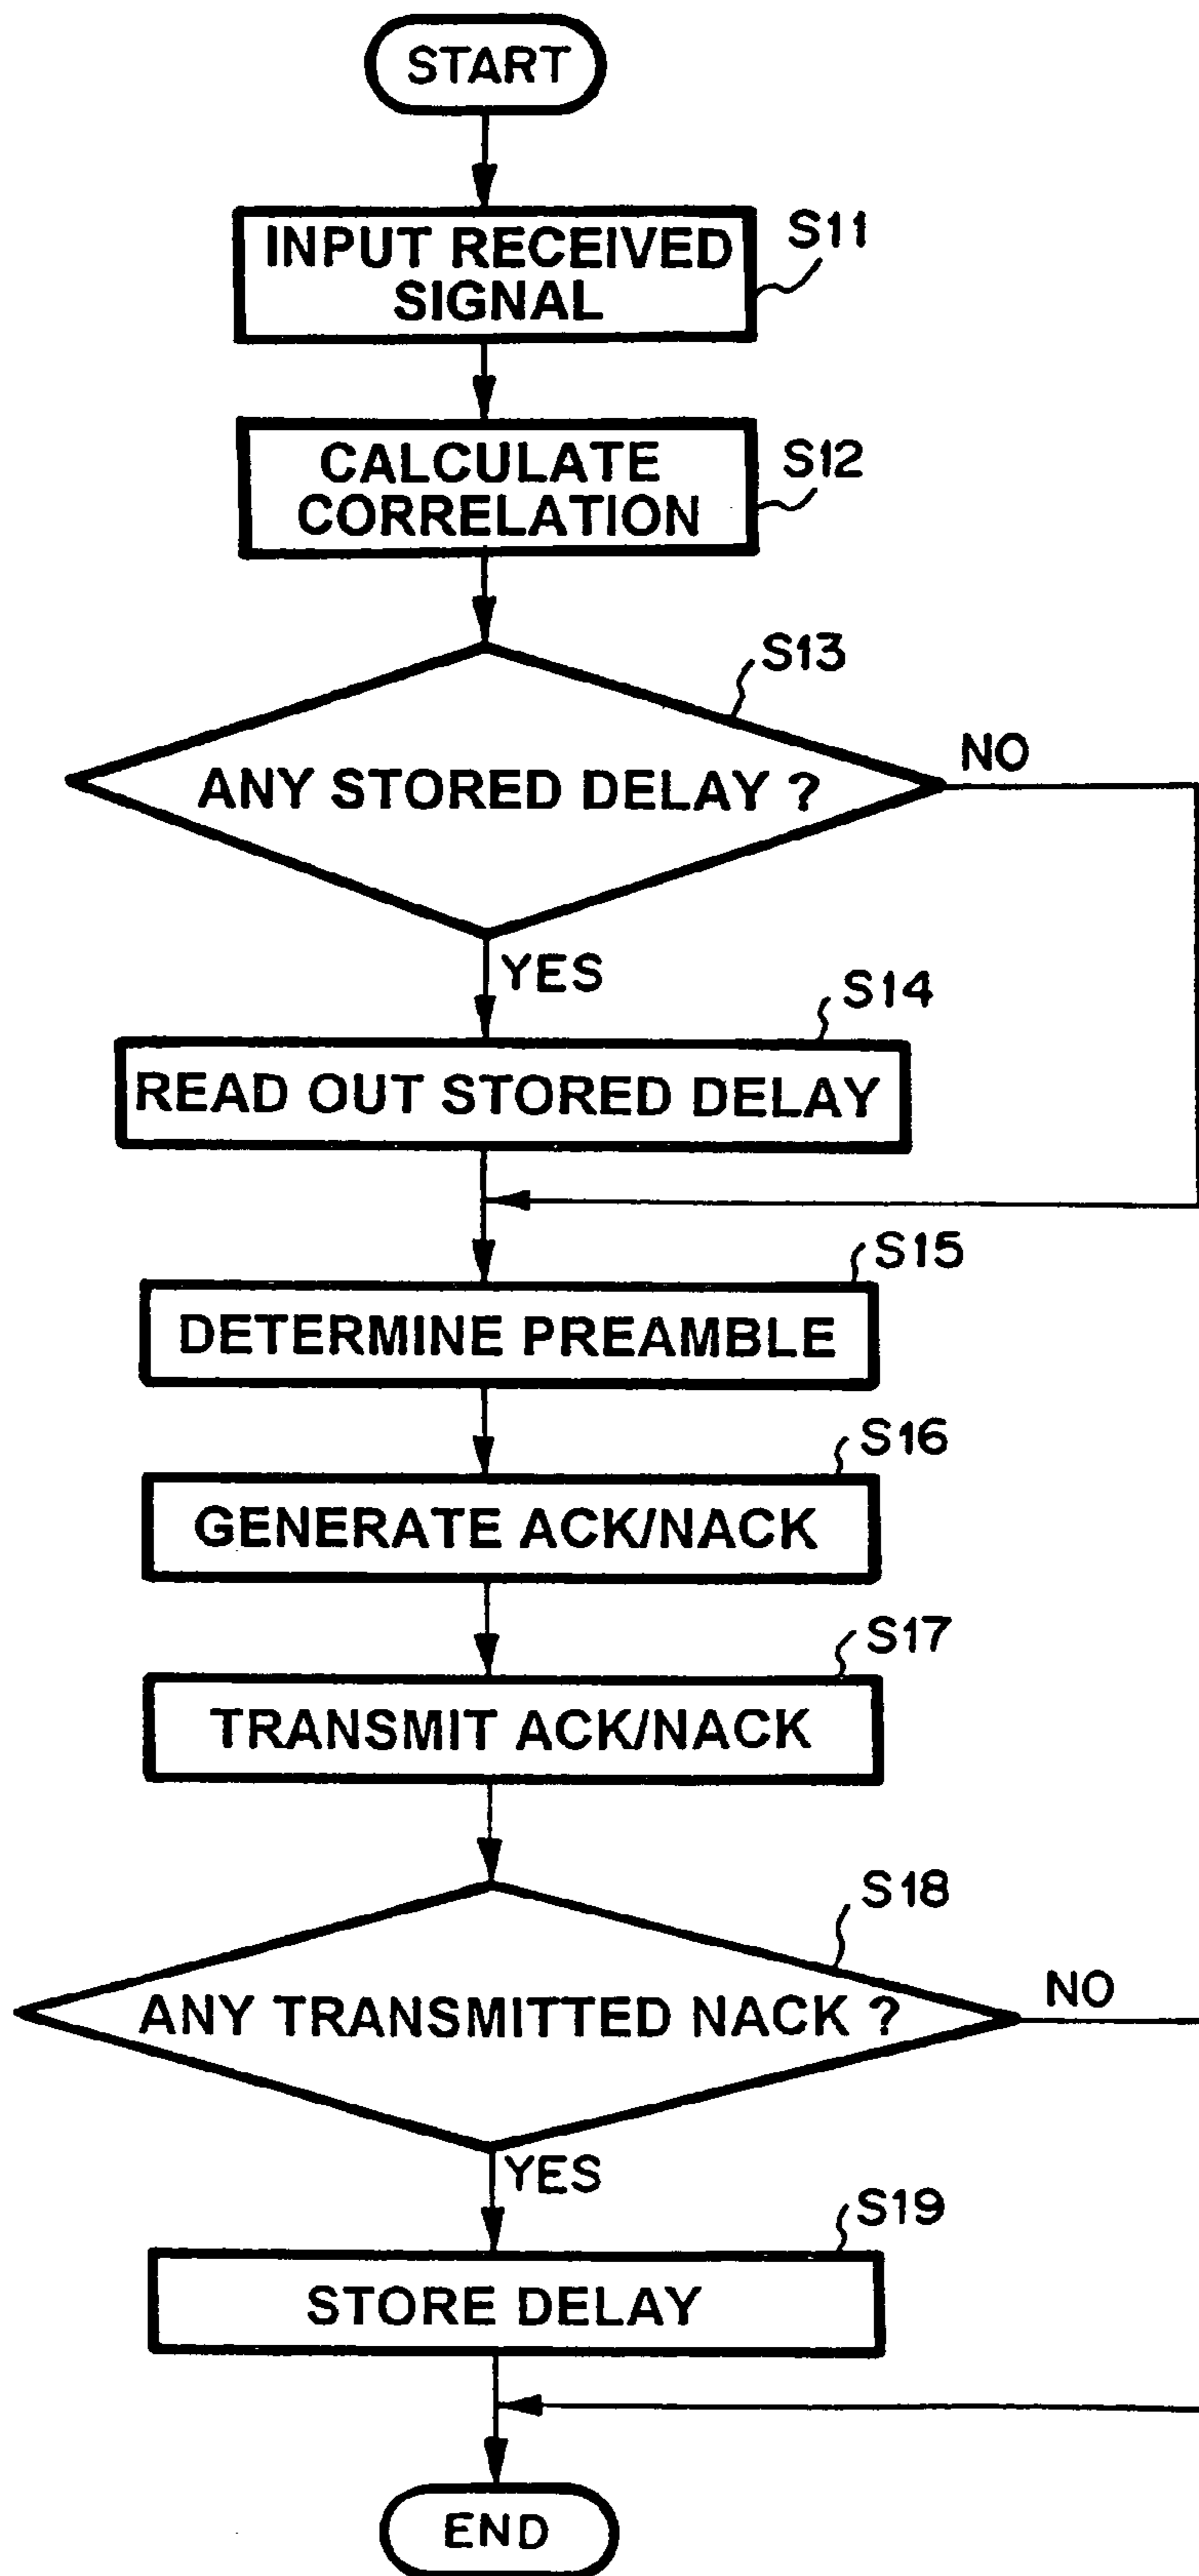 START
INPUT RECEIVED
SIGNAL
S11
CALCULATE
CORRELATION
S12
S13
ANY STORED DELAY ?
NO
YES
S14
READ OUT STORED DELAY
S15
DETERMINE PREAMBLE
S16
GENERATE ACK/NACK
S17
TRANSMIT ACK/NACK
S18
ANY TRANSMITTED NACK ?
NO
YES
S19
STORE DELAY
END